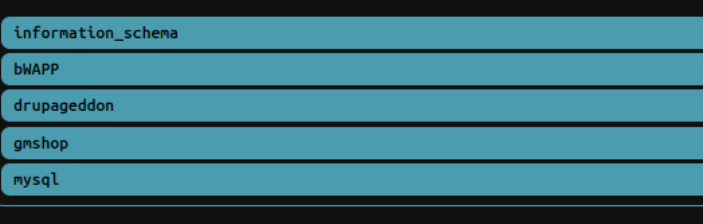 information_schema
bWAPP
drupageddon
gmshop
mysql